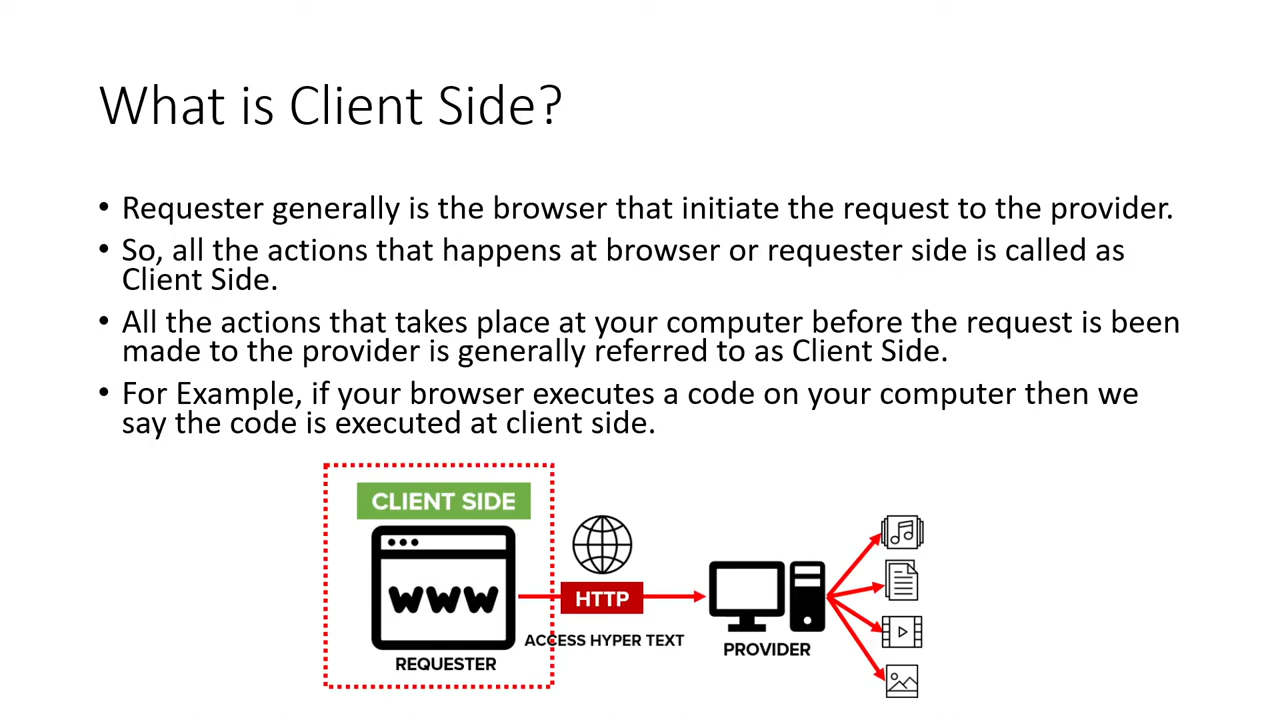 What is Client Side?
• Requester generally is the browser that initiate the request to the provider.
• So, all the actions that happens at browser or requester side is called as
Client Side.
• All the actions that takes place at your computer before the request is been
made to the provider is generally referred to as Client Side.
• For Example, if your browser executes a code on your computer then we
say the code is executed at client side.
CLIENT SIDE
WWW
REQUESTER
HTTP
ACCESS HYPER TEXT
PROVIDER